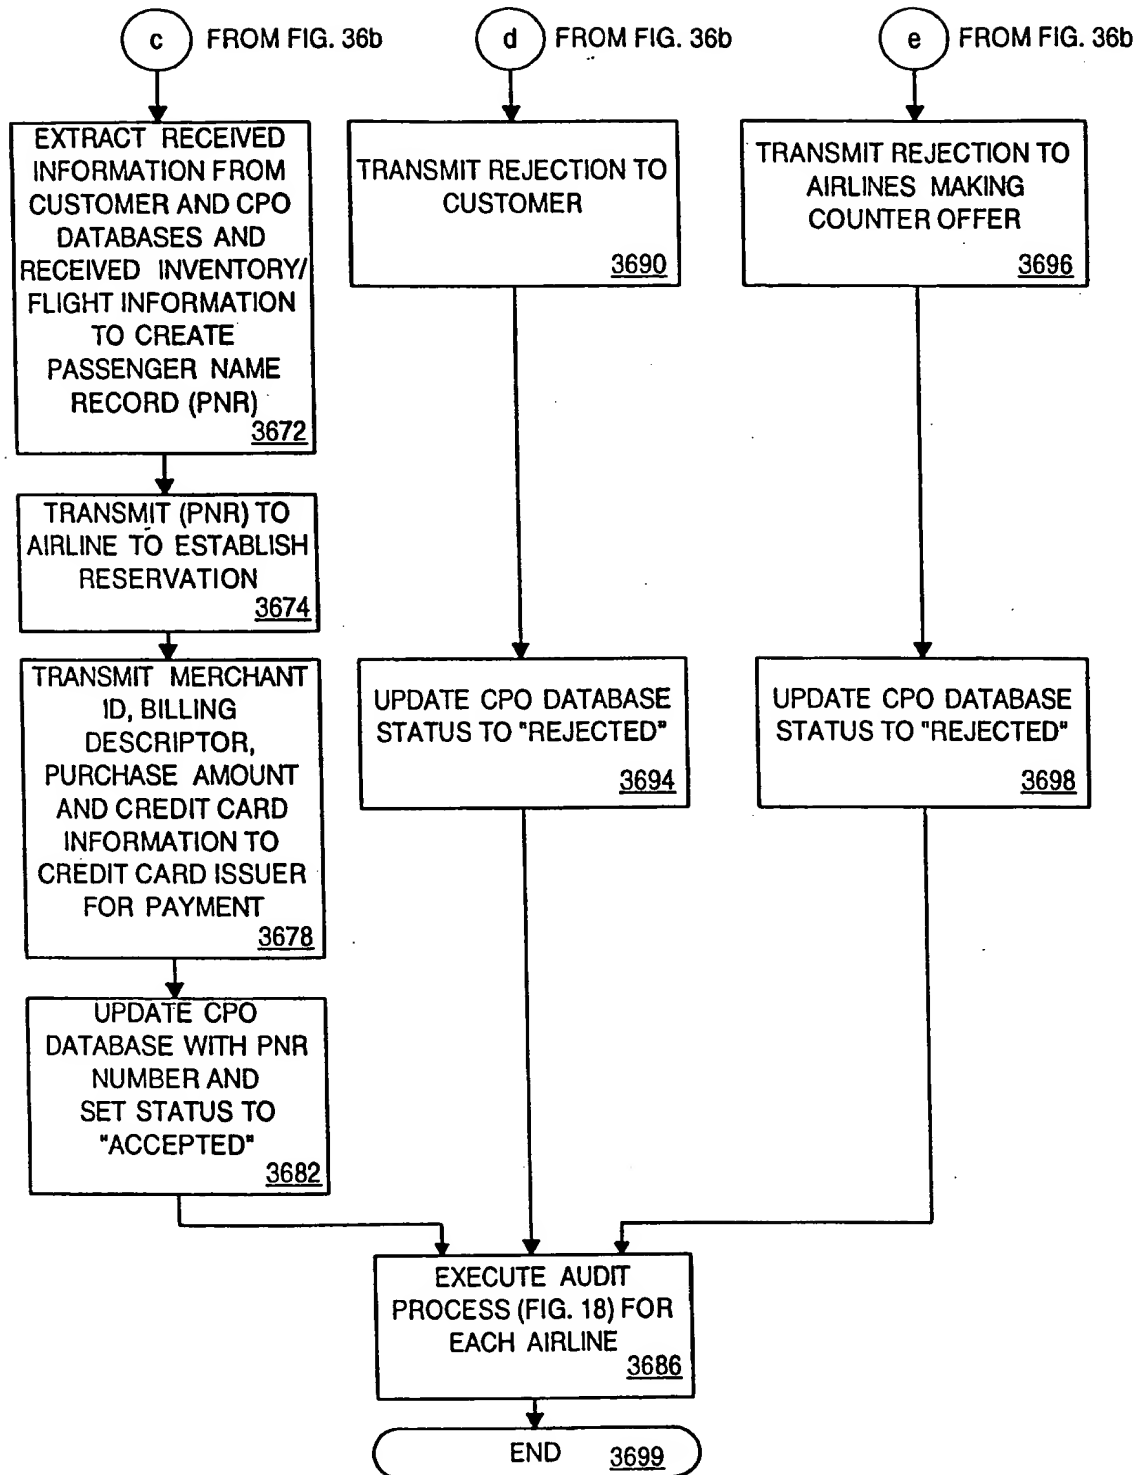 c FROM FIG. 36b
d FROM FIG. 36b
e FROM FIG. 36b
EXTRACT RECEIVED
INFORMATION FROM
CUSTOMER AND CPO
DATABASES AND
RECEIVED INVENTORY/
FLIGHT INFORMATION
TO CREATE
PASSENGER NAME
RECORD (PNR)
3672
TRANSMIT REJECTION TO
CUSTOMER
3690
TRANSMIT REJECTION TO
AIRLINES MAKING
COUNTER OFFER
3696
TRANSMIT (PNR) TO
AIRLINE TO ESTABLISH
RESERVATION
3674
TRANSMIT MERCHANT
ID, BILLING
DESCRIPTOR,
PURCHASE AMOUNT
AND CREDIT CARD
INFORMATION TO
CREDIT CARD ISSUER
FOR PAYMENT
3678
UPDATE CPO DATABASE
STATUS TO "REJECTED"
3694
UPDATE CPO DATABASE
STATUS TO "REJECTED"
3698
UPDATE CPO
DATABASE WITH PNR
NUMBER AND
SET STATUS TO
"ACCEPTED"
3682
EXECUTE AUDIT
PROCESS (FIG. 18) FOR
EACH AIRLINE
3686
END 3699